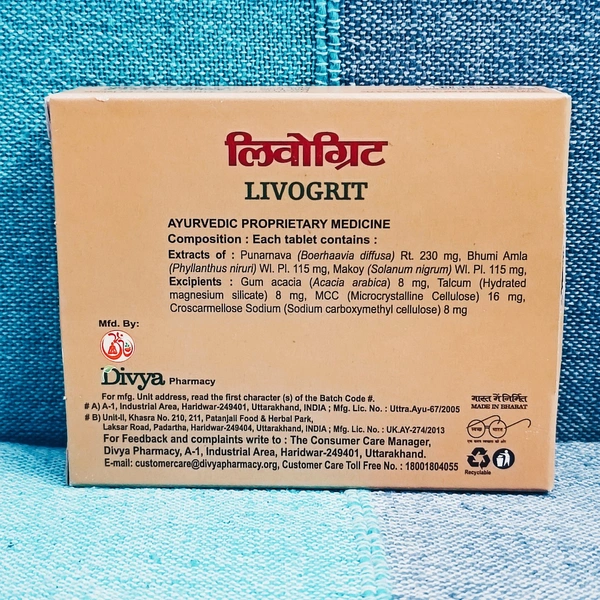 लिवोग्रिट
LIVOGRIT
AYURVEDIC PROPRIETARY MEDICINE
Composition : Each tablet contains :
Extracts of : Punarnava (Boerhaavia diffusa) Rt. 230 mg, Bhumi Amla
(Phyllanthus niruri) Wl. Pl. 115 mg, Makoy (Solanum nigrum) Wl. Pl. 115 mg,
Excipients : Gum acacia (Acacia arabica) 8 mg, Talcum (Hydrated
magnesium silicate) 8 mg, MCC (Microcrystalline Cellulose) 16 mg,
Croscarmellose Sodium (Sodium carboxymethyl cellulose) 8 mg
Mfd. By:
Divya Pharmacy
For mfg. Unit address, read the first character (s) of the Batch Code #.
# A) A-1, Industrial Area, Haridwar-249401, Uttarakhand, INDIA ; Mfg. Lic. No. : Uttra.Ayu-67/2005
# B) Unit-II, Khasra No. 210, 211, Patanjali Food & Herbal Park,
Laksar Road, Padartha, Haridwar-249404, Uttarakhand, INDIA ; Mfg. Lic. No. : UK.AY-274/2013
For Feedback and complaints write to : The Consumer Care Manager,
Divya Pharmacy, A-1, Industrial Area, Haridwar-249401, Uttarakhand.
E-mail: customercare@divyapharmacy.org, Customer Care Toll Free No. : 18001804055
भारत में निर्मित
MADE IN BHARAT
स्वच्छ भारत
एक कदम स्वच्छता की ओर
Recyclable